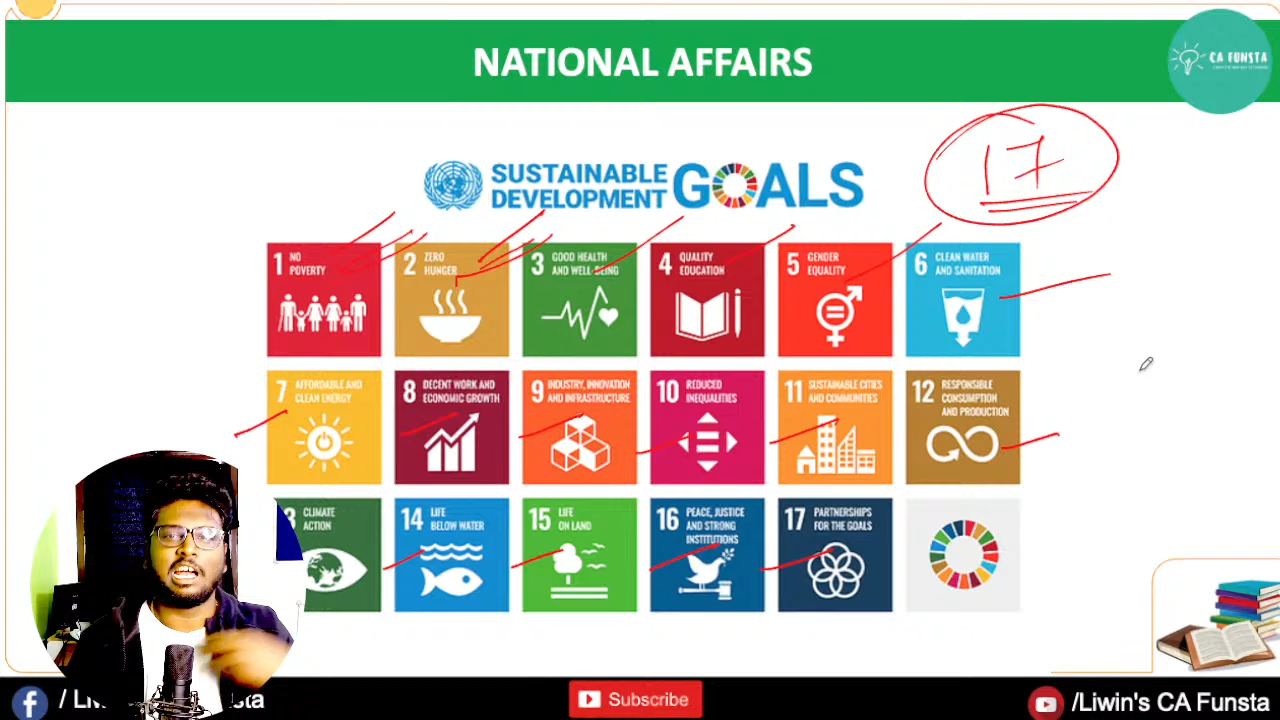 NATIONAL AFFAIRS
CA FUNSTA
SUSTAINABLE
DEVELOPMENT
GOALS
17
1 NO
POVERTY
2 ZERO
HUNGER
3 GOOD HEALTH
AND WELL-BEING
4 QUALITY
EDUCATION
5 GENDER
EQUALITY
6 CLEAN WATER
AND SANITATION
7 AFFORDABLE AND
CLEAN ENERGY
8 DECENT WORK AND
ECONOMIC GROWTH
9 INDUSTRY, INNOVATION
AND INFRASTRUCTURE
10 REDUCED
INEQUALITIES
11 SUSTAINABLE CITIES
AND COMMUNITIES
12 RESPONSIBLE
CONSUMPTION
AND PRODUCTION
3 CLIMATE
ACTION
14 LIFE
BELOW WATER
15 LIFE
ON LAND
16 PEACE, JUSTICE
AND STRONG
INSTITUTIONS
17 PARTNERSHIPS
FOR THE GOALS
/ Liwin's
Subscribe
/Liwin's CA Funsta